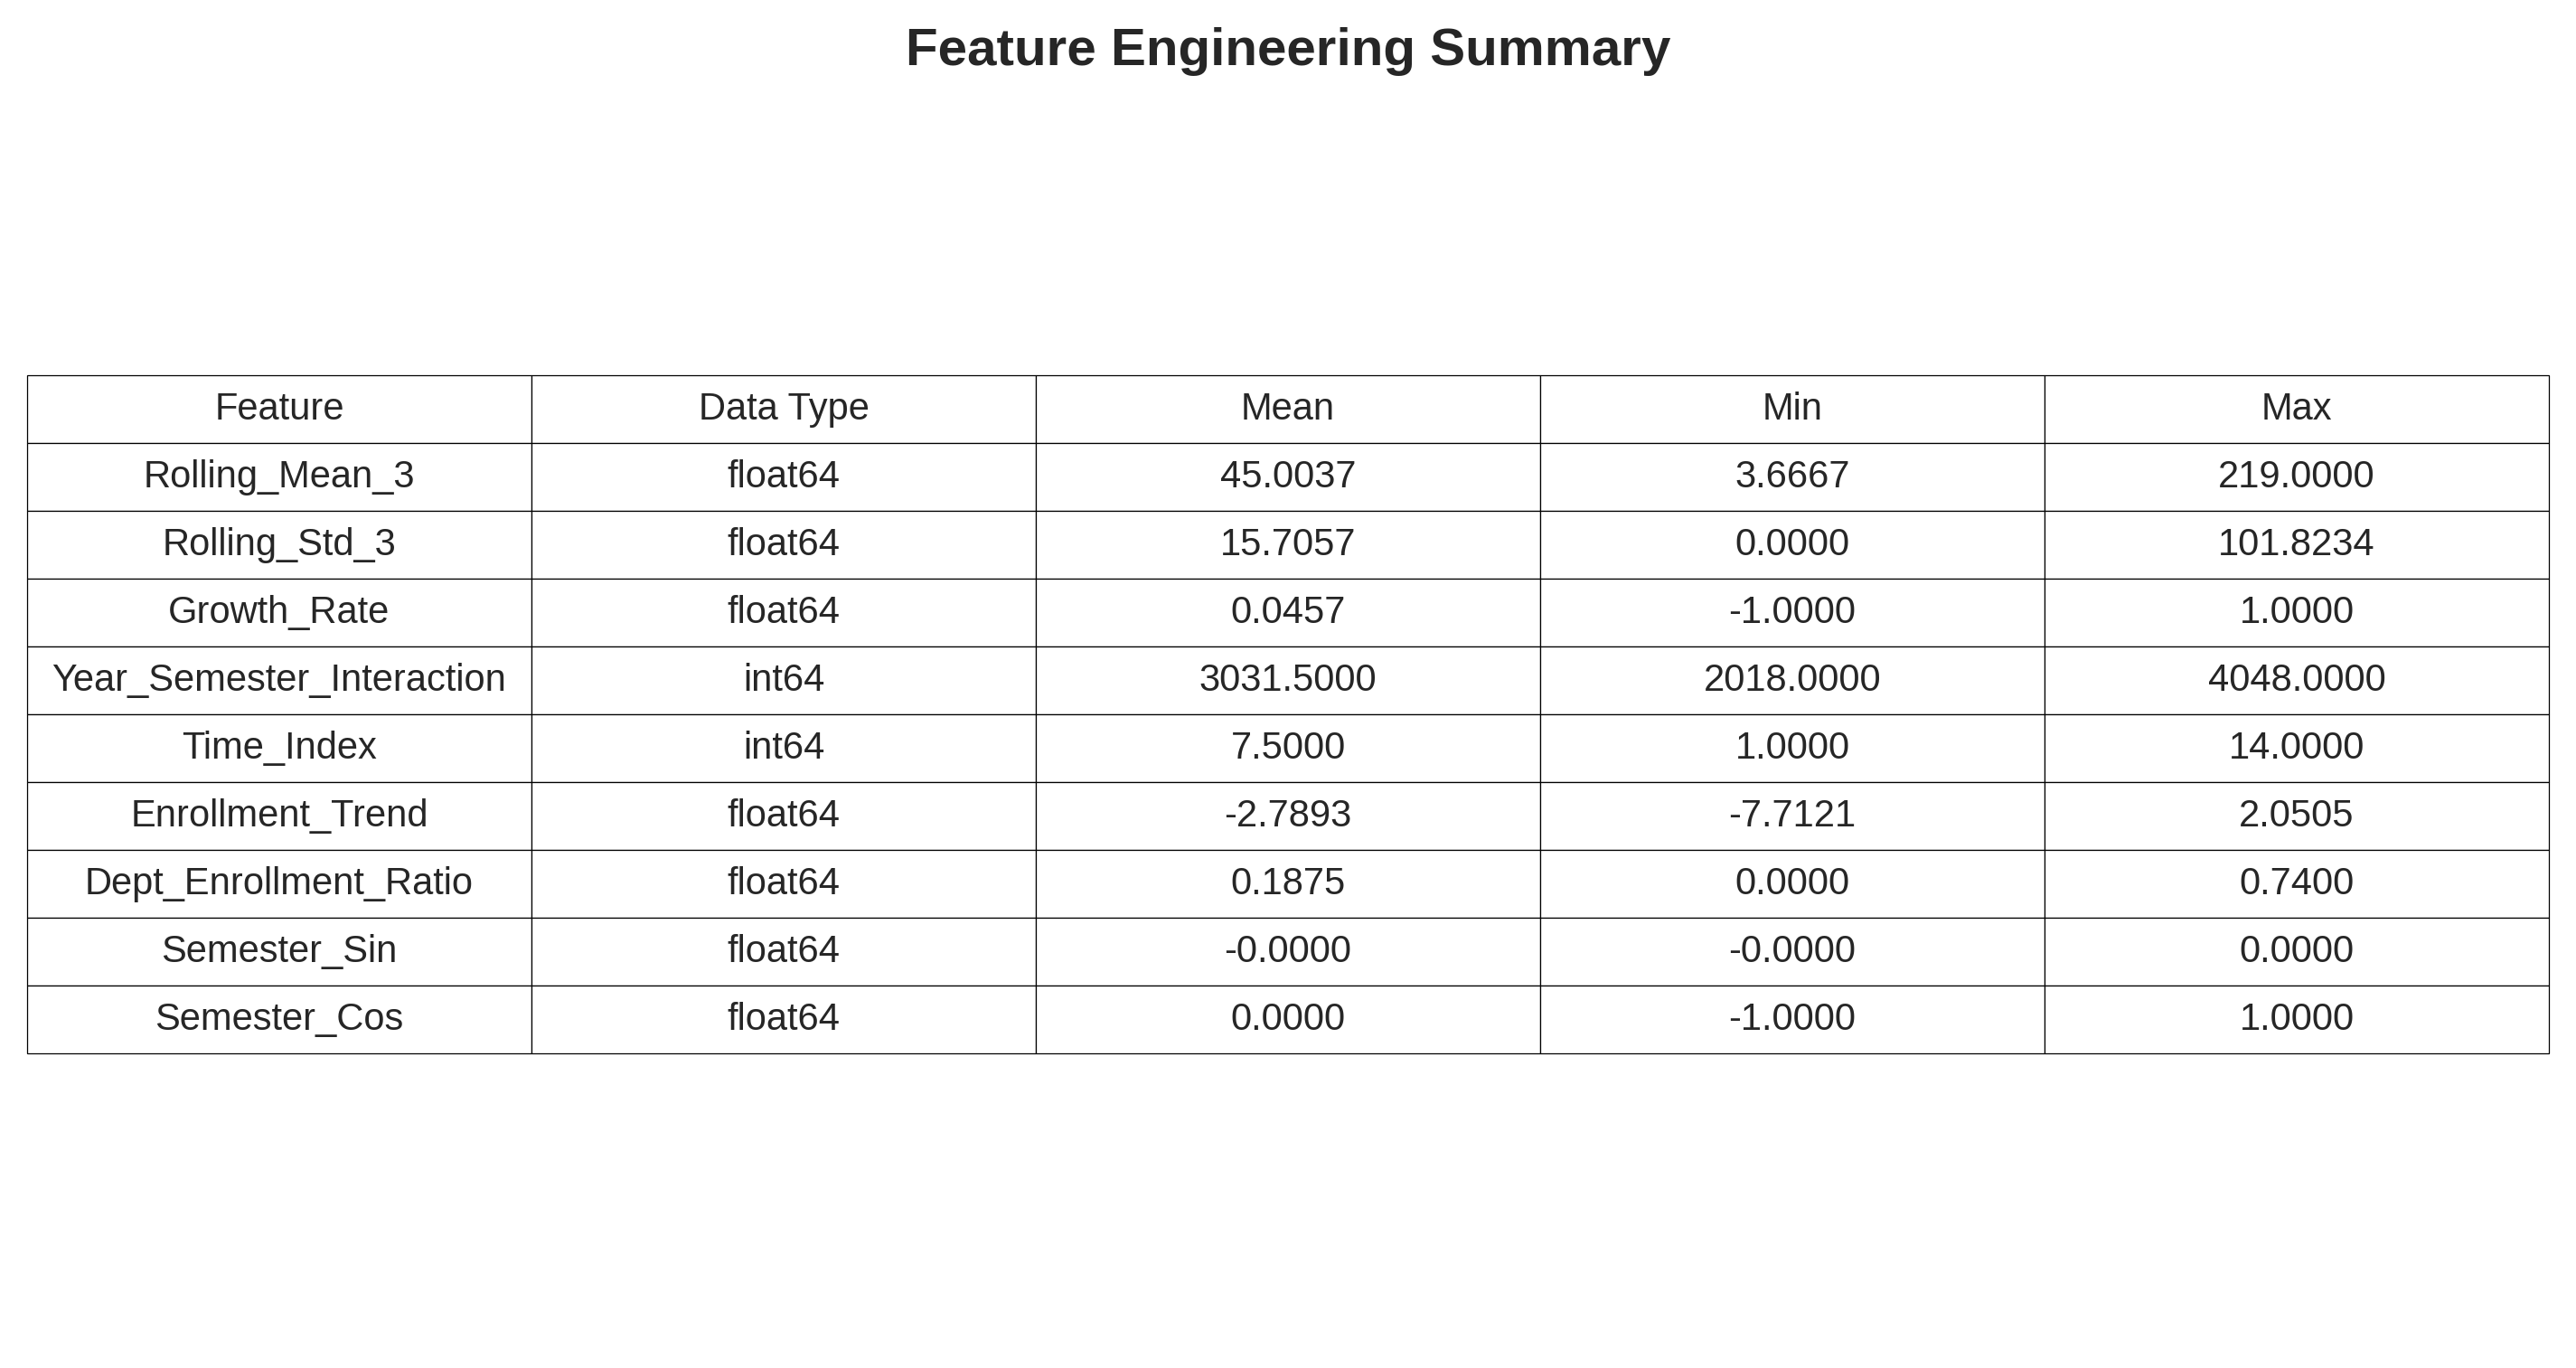 Feature Engineering Summary
Feature Data Type Mean Min Max
Rolling_Mean_3 float64 45.0037 3.6667 219.0000
Rolling_Std_3 float64 15.7057 0.0000 101.8234
Growth_Rate float64 0.0457 -1.0000 1.0000
Year_Semester_Interaction int64 3031.5000 2018.0000 4048.0000
Time_Index int64 7.5000 1.0000 14.0000
Enrollment_Trend float64 -2.7893 -7.7121 2.0505
Dept_Enrollment_Ratio float64 0.1875 0.0000 0.7400
Semester_Sin float64 -0.0000 -0.0000 0.0000
Semester_Cos float64 0.0000 -1.0000 1.0000